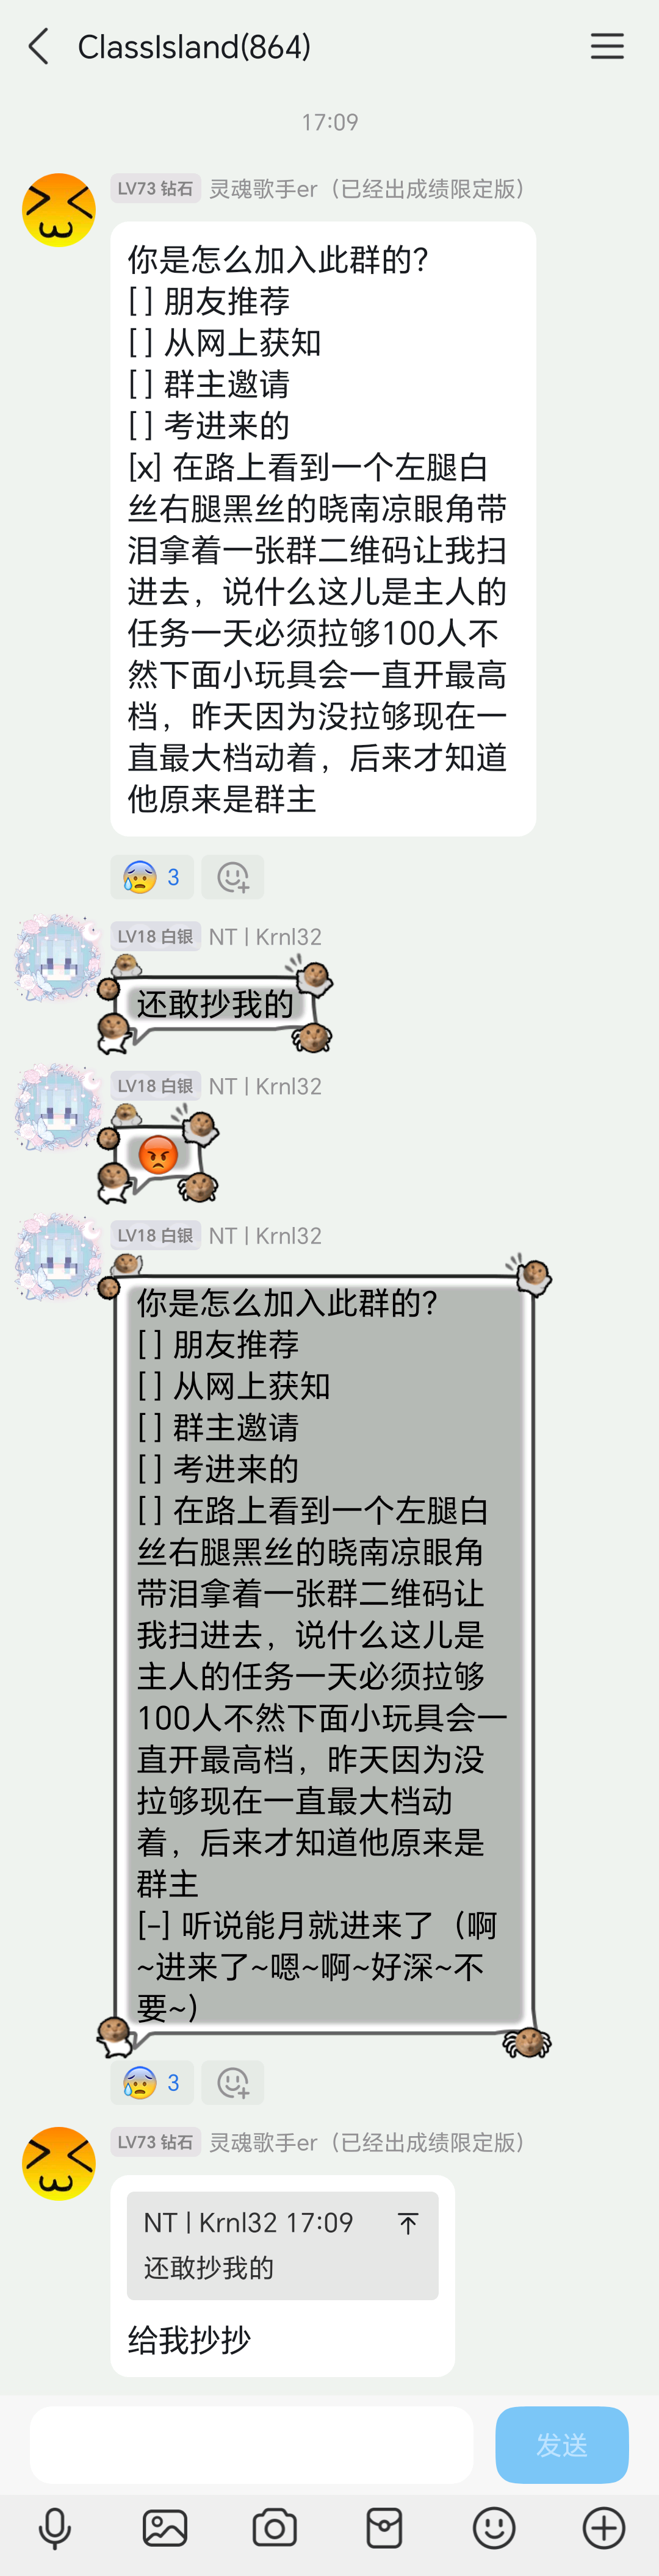 ClassIsland(864)
17:09
LV73 钻石 灵魂歌手er（已经出成绩限定版）
你是怎么加入此群的？
[ ] 朋友推荐
[ ] 从网上获知
[ ] 群主邀请
[ ] 考进来的
[x] 在路上看到一个左腿白
丝右腿黑丝的晓南凉眼角带
泪拿着一张群二维码让我扫
进去，说什么这儿是主人的
任务一天必须拉够100人不
然下面小玩具会一直开最高
档，昨天因为没拉够现在一
直最大档动着，后来才知道
他原来是群主
3
LV18 白银 NT | Krnl32
还敢抄我的
LV18 白银 NT | Krnl32
LV18 白银 NT | Krnl32
你是怎么加入此群的？
[ ] 朋友推荐
[ ] 从网上获知
[ ] 群主邀请
[ ] 考进来的
[ ] 在路上看到一个左腿白
丝右腿黑丝的晓南凉眼角
带泪拿着一张群二维码让
我扫进去，说什么这儿是
主人的任务一天必须拉够
100人不然下面小玩具会一
直开最高档，昨天因为没
拉够现在一直最大档动
着，后来才知道他原来是
群主
[-] 听说能月就进来了（啊
~进来了~嗯~啊~好深~不
要~）
3
LV73 钻石 灵魂歌手er（已经出成绩限定版）
NT | Krnl32 17:09
还敢抄我的
给我抄抄
发送